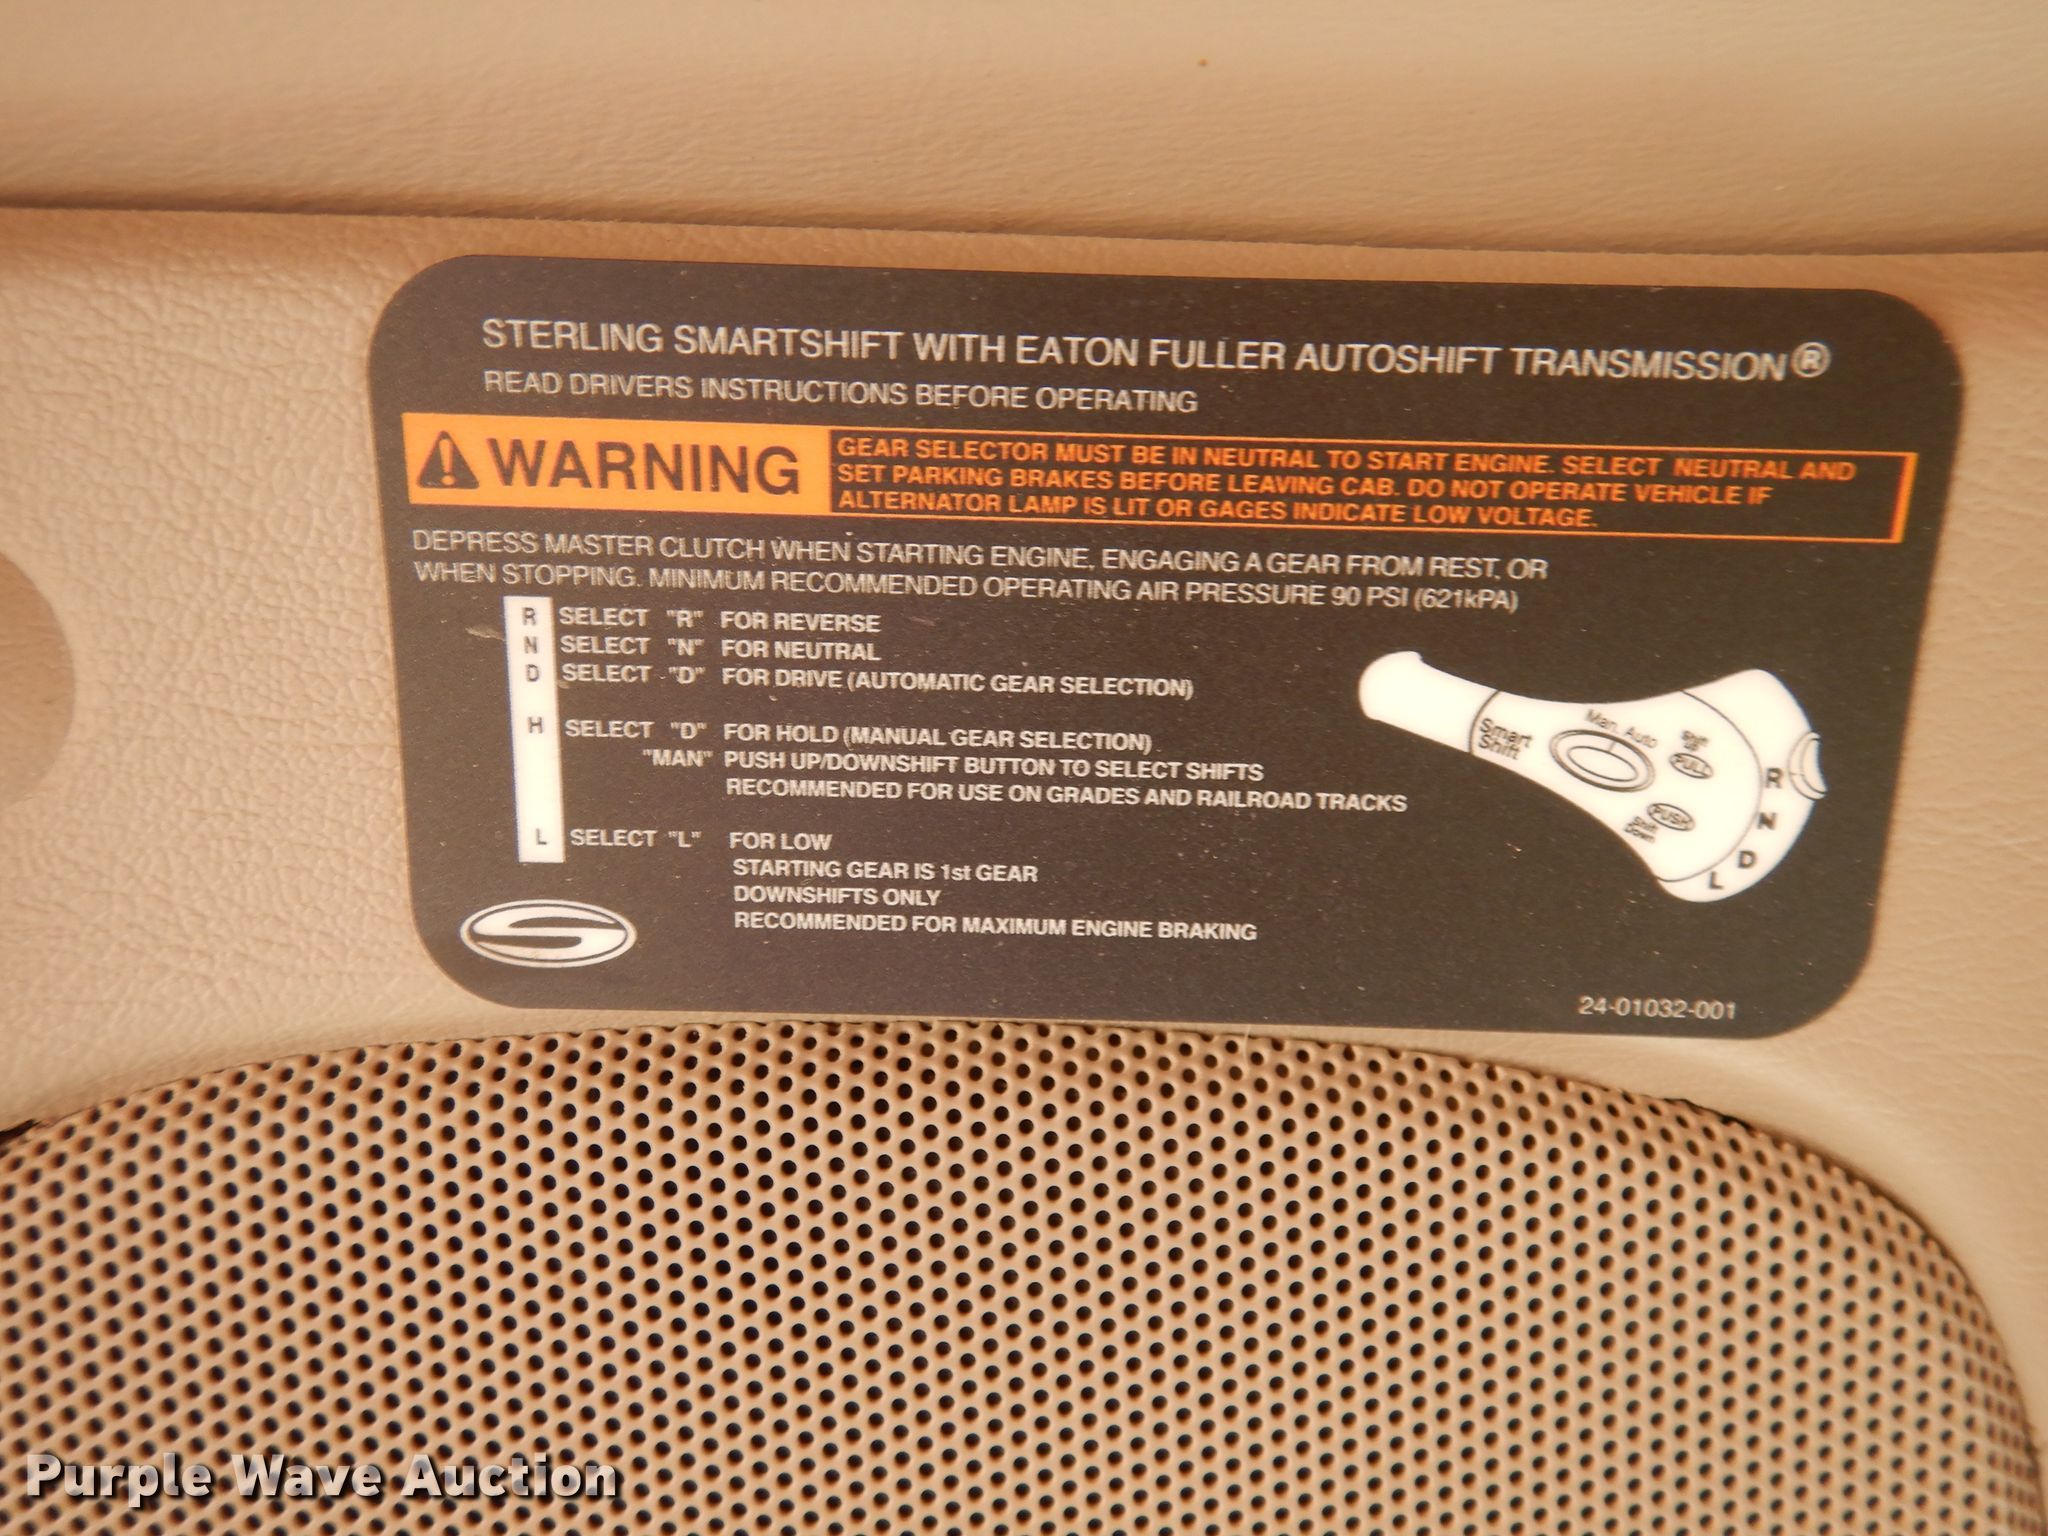 STERLING SMARTSHIFT WITH EATON FULLER AUTOSHIFT TRANSMISSION®
READ DRIVERS INSTRUCTIONS BEFORE OPERATING
WARNING
GEAR SELECTOR MUST BE IN NEUTRAL TO START ENGINE. SELECT NEUTRAL AND
SET PARKING BRAKES BEFORE LEAVING CAB. DO NOT OPERATE VEHICLE IF
ALTERNATOR LAMP IS LIT OR GAGES INDICATE LOW VOLTAGE.
DEPRESS MASTER CLUTCH WHEN STARTING ENGINE, ENGAGING A GEAR FROM REST, OR
WHEN STOPPING. MINIMUM RECOMMENDED OPERATING AIR PRESSURE 90 PSI (621kPA)
R SELECT "R" FOR REVERSE
N SELECT "N" FOR NEUTRAL
D SELECT "D" FOR DRIVE (AUTOMATIC GEAR SELECTION)
H SELECT "D" FOR HOLD (MANUAL GEAR SELECTION)
"MAN" PUSH UP/DOWNSHIFT BUTTON TO SELECT SHIFTS
RECOMMENDED FOR USE ON GRADES AND RAILROAD TRACKS
L SELECT "L" FOR LOW
STARTING GEAR IS 1st GEAR
DOWNSHIFTS ONLY
RECOMMENDED FOR MAXIMUM ENGINE BRAKING
Smart
Shift
Man. Auto
Shift
Up
PULL
PUSH
Shift
Down
R
N
D
L
S
24-01032-001
Purple Wave Auction